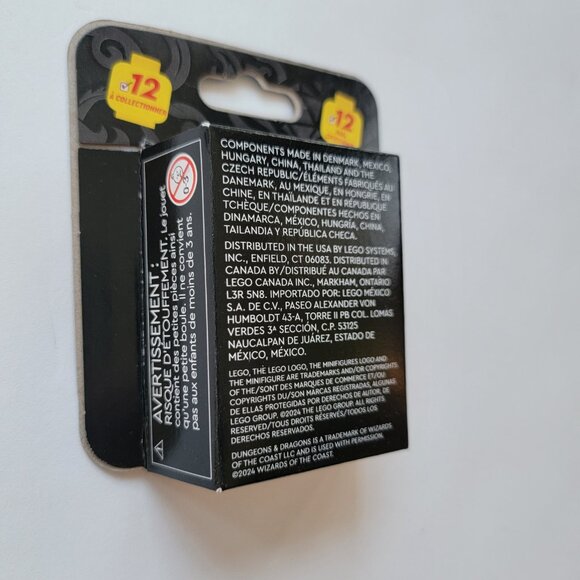 12
À COLLECTIONNER
12
0-3
AVERTISSEMENT :
RISQUE D'ÉTOUFFEMENT. Le jouet
contient des petites pièces ainsi
qu'une petite boule. Il ne convient
pas aux enfants de moins de 3 ans.
COMPONENTS MADE IN DENMARK, MEXICO,
HUNGARY, CHINA, THAILAND AND THE
CZECH REPUBLIC/ÉLÉMENTS FABRIQUÉS AU
DANEMARK, AU MEXIQUE, EN HONGRIE, EN
CHINE, EN THAÏLANDE ET EN RÉPUBLIQUE
TCHÈQUE/COMPONENTES HECHOS EN
DINAMARCA, MÉXICO, HUNGRÍA, CHINA,
TAILANDIA Y REPÚBLICA CHECA.
DISTRIBUTED IN THE USA BY LEGO SYSTEMS,
INC., ENFIELD, CT 06083. DISTRIBUTED IN
CANADA BY/DISTRIBUÉ AU CANADA PAR
LEGO CANADA INC., MARKHAM, ONTARIO
L3R 5N8. IMPORTADO POR: LEGO MÉXICO
S.A. DE C.V., PASEO ALEXANDER VON
HUMBOLDT 43-A, TORRE II PB COL. LOMAS
VERDES 3ª SECCIÓN, C.P. 53125
NAUCALPAN DE JUÁREZ, ESTADO DE
MÉXICO, MÉXICO.
LEGO, THE LEGO LOGO, THE MINIFIGURES LOGO AND
THE MINIFIGURE ARE TRADEMARKS AND/OR COPYRIGHTS
OF THE/SONT DES MARQUES DE COMMERCE ET/OU
COPYRIGHTS DU/SON MARCAS REGISTRADAS, ALGUNAS
DE ELLAS PROTEGIDAS POR DERECHOS DE AUTOR, DE
LEGO GROUP. ©2024 THE LEGO GROUP. ALL RIGHTS
RESERVED/TOUS DROITS RÉSERVÉS/TODOS LOS
DERECHOS RESERVADOS.
DUNGEONS & DRAGONS IS A TRADEMARK OF WIZARDS
OF THE COAST LLC AND IS USED WITH PERMISSION.
©2024 WIZARDS OF THE COAST.